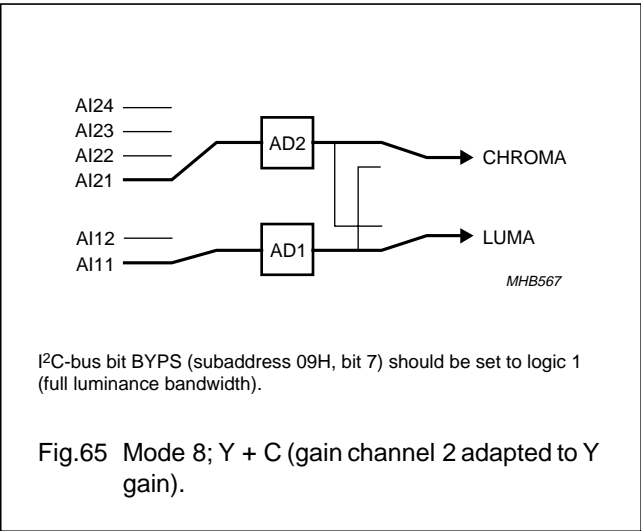 AI24
AI23
AI22
AI21
AD2
CHROMA
AI12
AI11
AD1
LUMA
MHB567
I2C-bus bit BYPS (subaddress 09H, bit 7) should be set to logic 1
(full luminance bandwidth).
Fig.65 Mode 8; Y + C (gain channel 2 adapted to Y
gain).